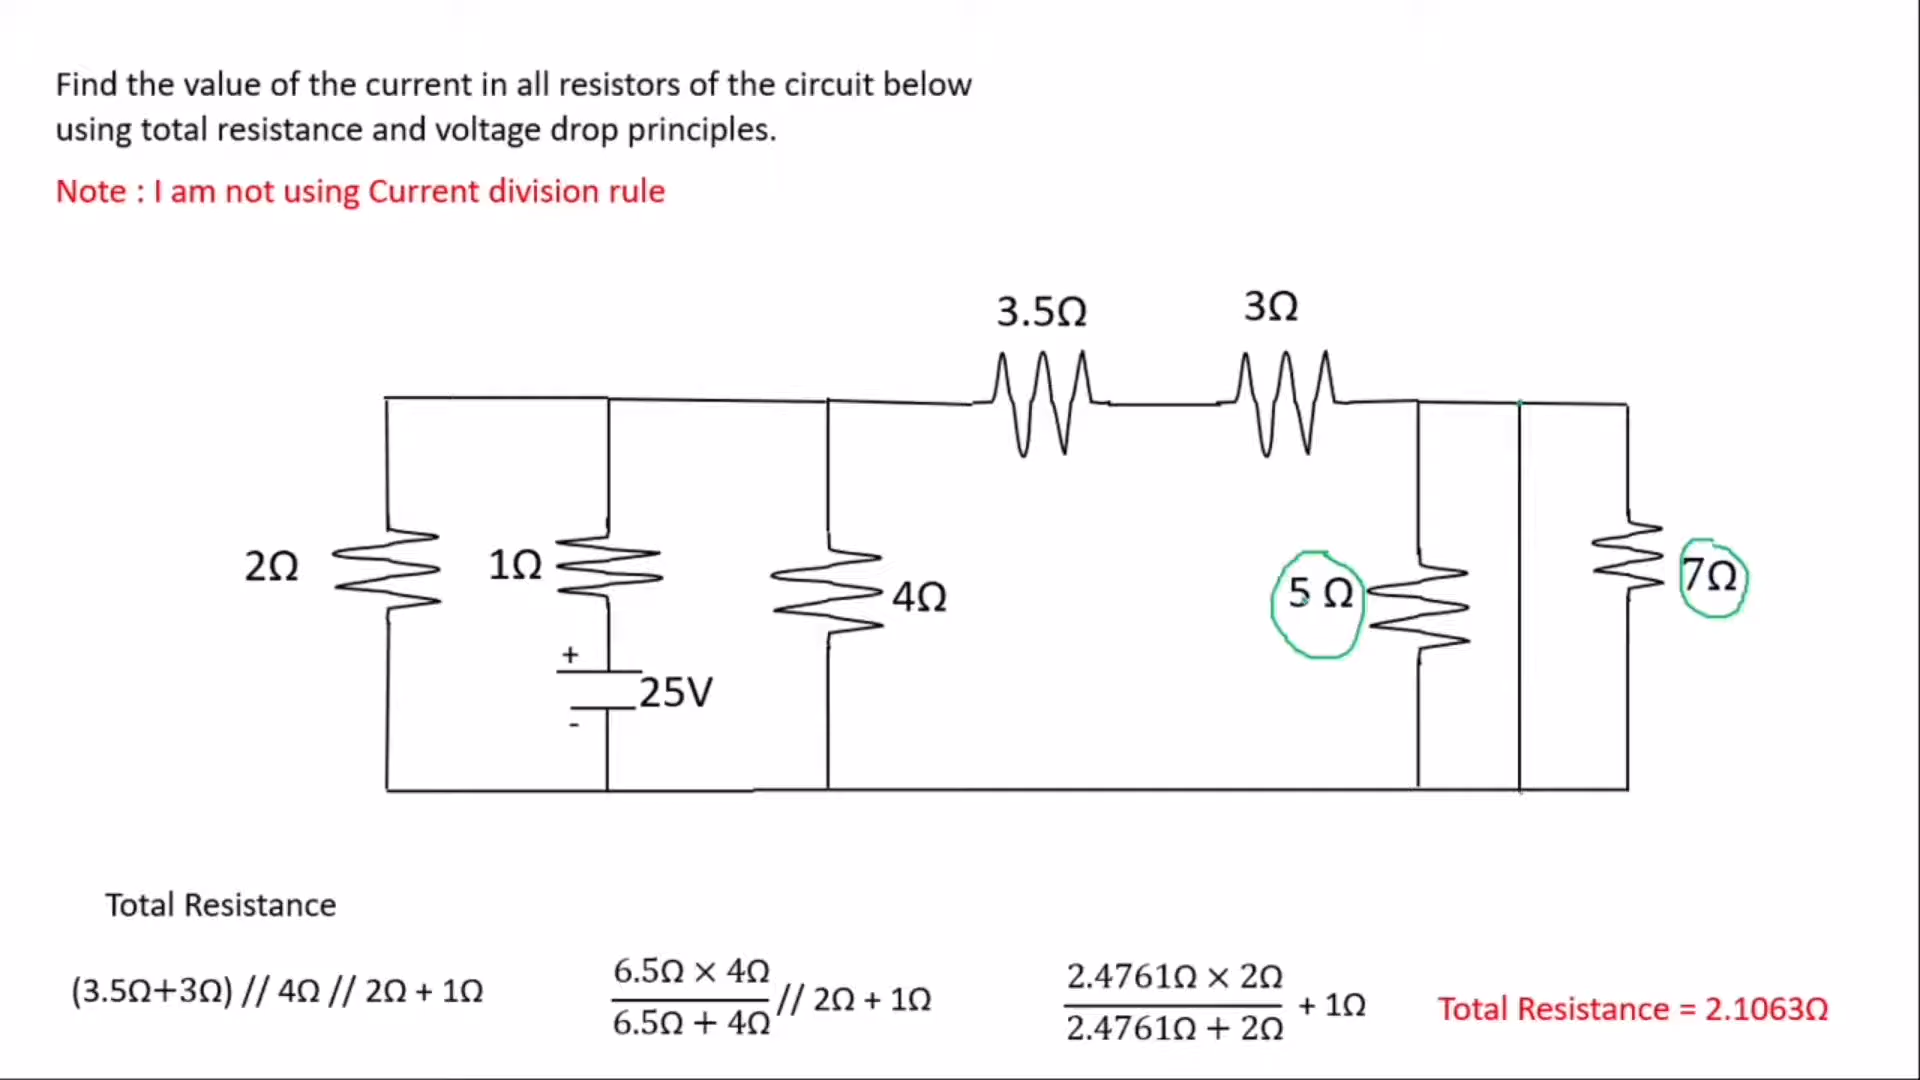 Find the value of the current in all resistors of the circuit below
using total resistance and voltage drop principles.
Note : I am not using Current division rule
3.5Ω
3Ω
2Ω
1Ω
4Ω
5 Ω
7Ω
+
25V
-
Total Resistance
(3.5Ω+3Ω) // 4Ω // 2Ω + 1Ω
6.5Ω × 4Ω
6.5Ω + 4Ω
// 2Ω + 1Ω
2.4761Ω × 2Ω
2.4761Ω + 2Ω
+ 1Ω
Total Resistance = 2.1063Ω